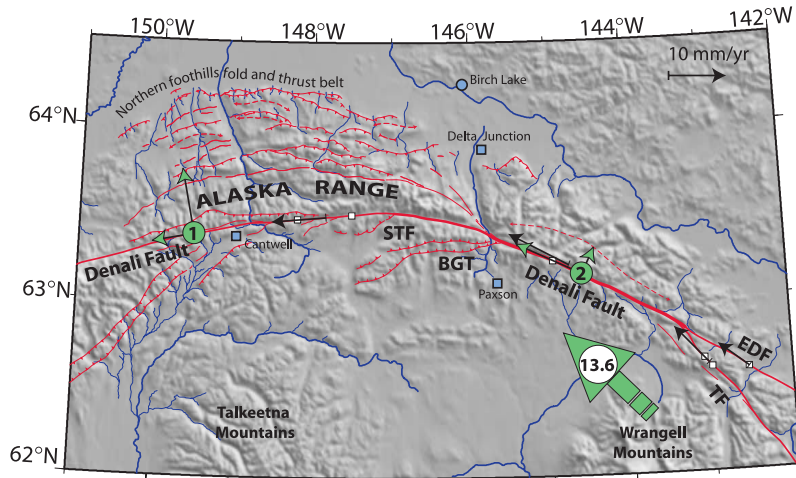 150°W
148°W
146°W
144°W
142°W
10 mm/yr
Birch Lake
Northern foothills fold and thrust belt
64°N
Delta Junction
ALASKA RANGE
1
Cantwell
STF
Denali Fault
BGT
2
Denali Fault
63°N
Paxson
EDF
13.6
TF
Talkeetna
Mountains
Wrangell
Mountains
62°N